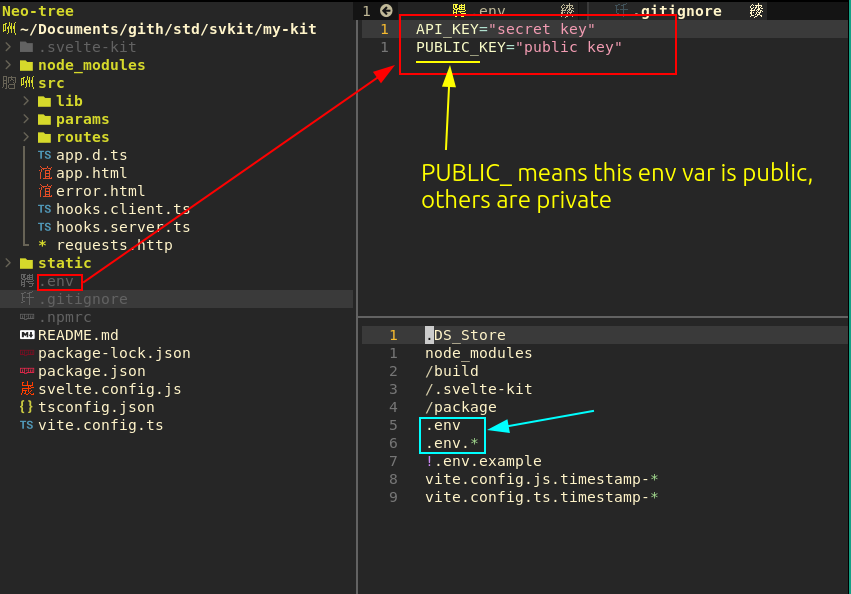 Neo-tree
~/Documents/gith/std/svkit/my-kit
.svelte-kit
node_modules
src
lib
params
routes
TS app.d.ts
app.html
error.html
TS hooks.client.ts
TS hooks.server.ts
* requests.http
static
.env
.gitignore
.npmrc
README.md
package-lock.json
package.json
svelte.config.js
{} tsconfig.json
TS vite.config.ts
1 .env .gitignore
1 API_KEY="secret key"
1 PUBLIC_KEY="public key"
PUBLIC_ means this env var is public,
others are private
1 .DS_Store
1 node_modules
2 /build
3 /.svelte-kit
4 /package
5 .env
6 .env.*
7 !.env.example
8 vite.config.js.timestamp-*
9 vite.config.ts.timestamp-*